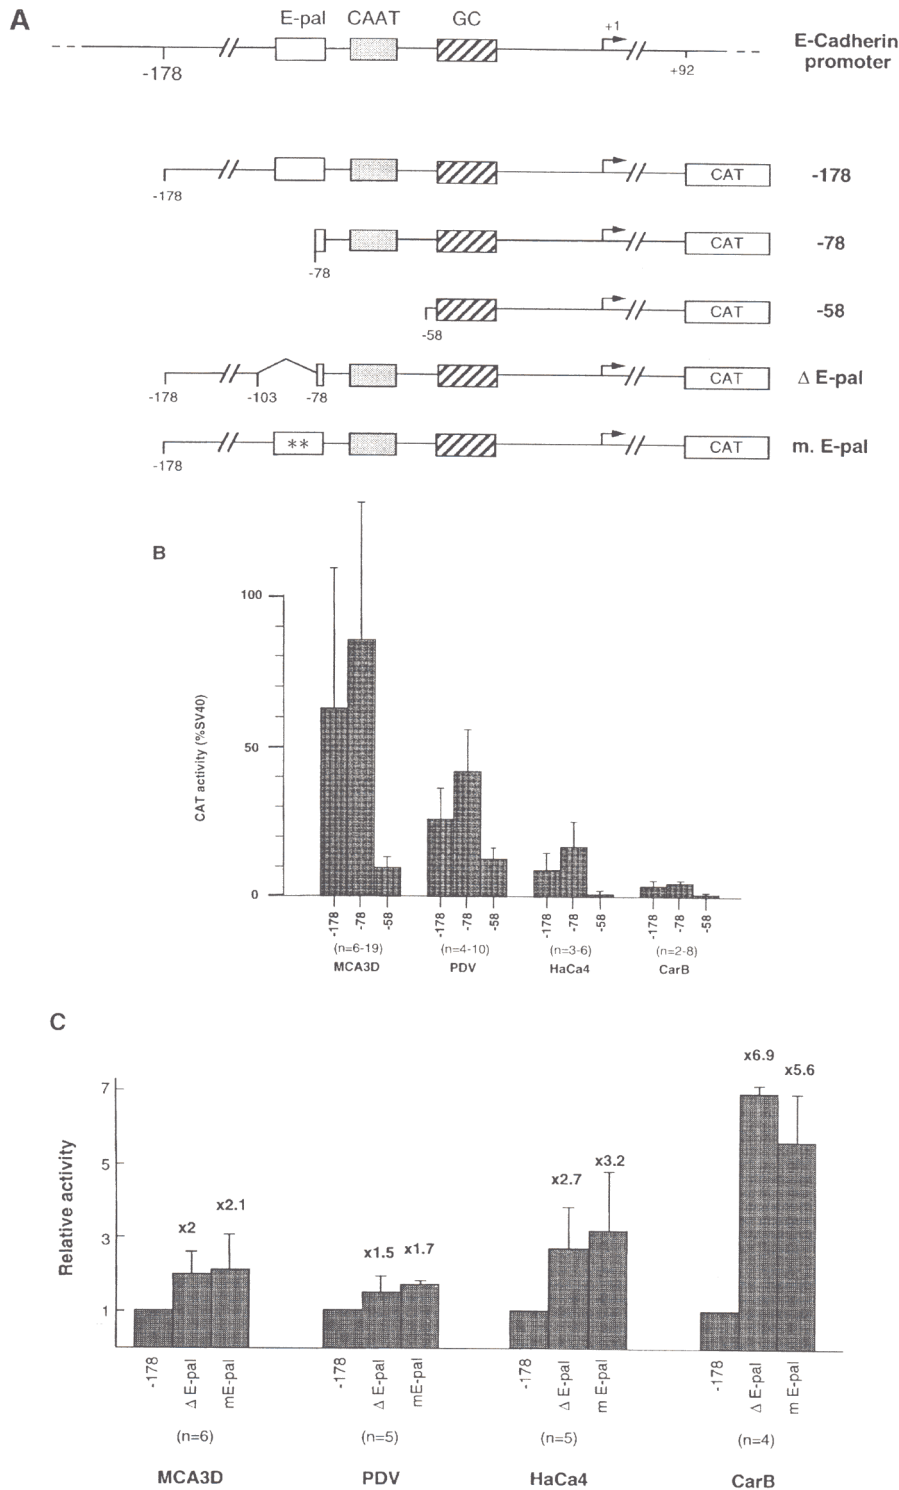 A
E-pal CAAT GC
+1
E-Cadherin
promoter
-178
+92
CAT
-178
-178
CAT
-78
-78
CAT
-58
-58
CAT
Δ E-pal
-178
-103
-78
CAT
m. E-pal
**
-178
B
100
50
0
CAT activity (%SV40)
-178 -78 -58 -178 -78 -58 -178 -78 -58 -178 -78 -58
(n=6-19) (n=4-10) (n=3-6) (n=2-8)
MCA3D PDV HaCa4 CarB
C
Relative activity
7
5
3
1
x2 x2.1 x1.5 x1.7 x2.7 x3.2 x6.9 x5.6
-178 Δ E-pal mE-pal -178 Δ E-pal mE-pal -178 Δ E-pal m E-pal -178 Δ E-pal m E-pal
(n=6) (n=5) (n=5) (n=4)
MCA3D PDV HaCa4 CarB